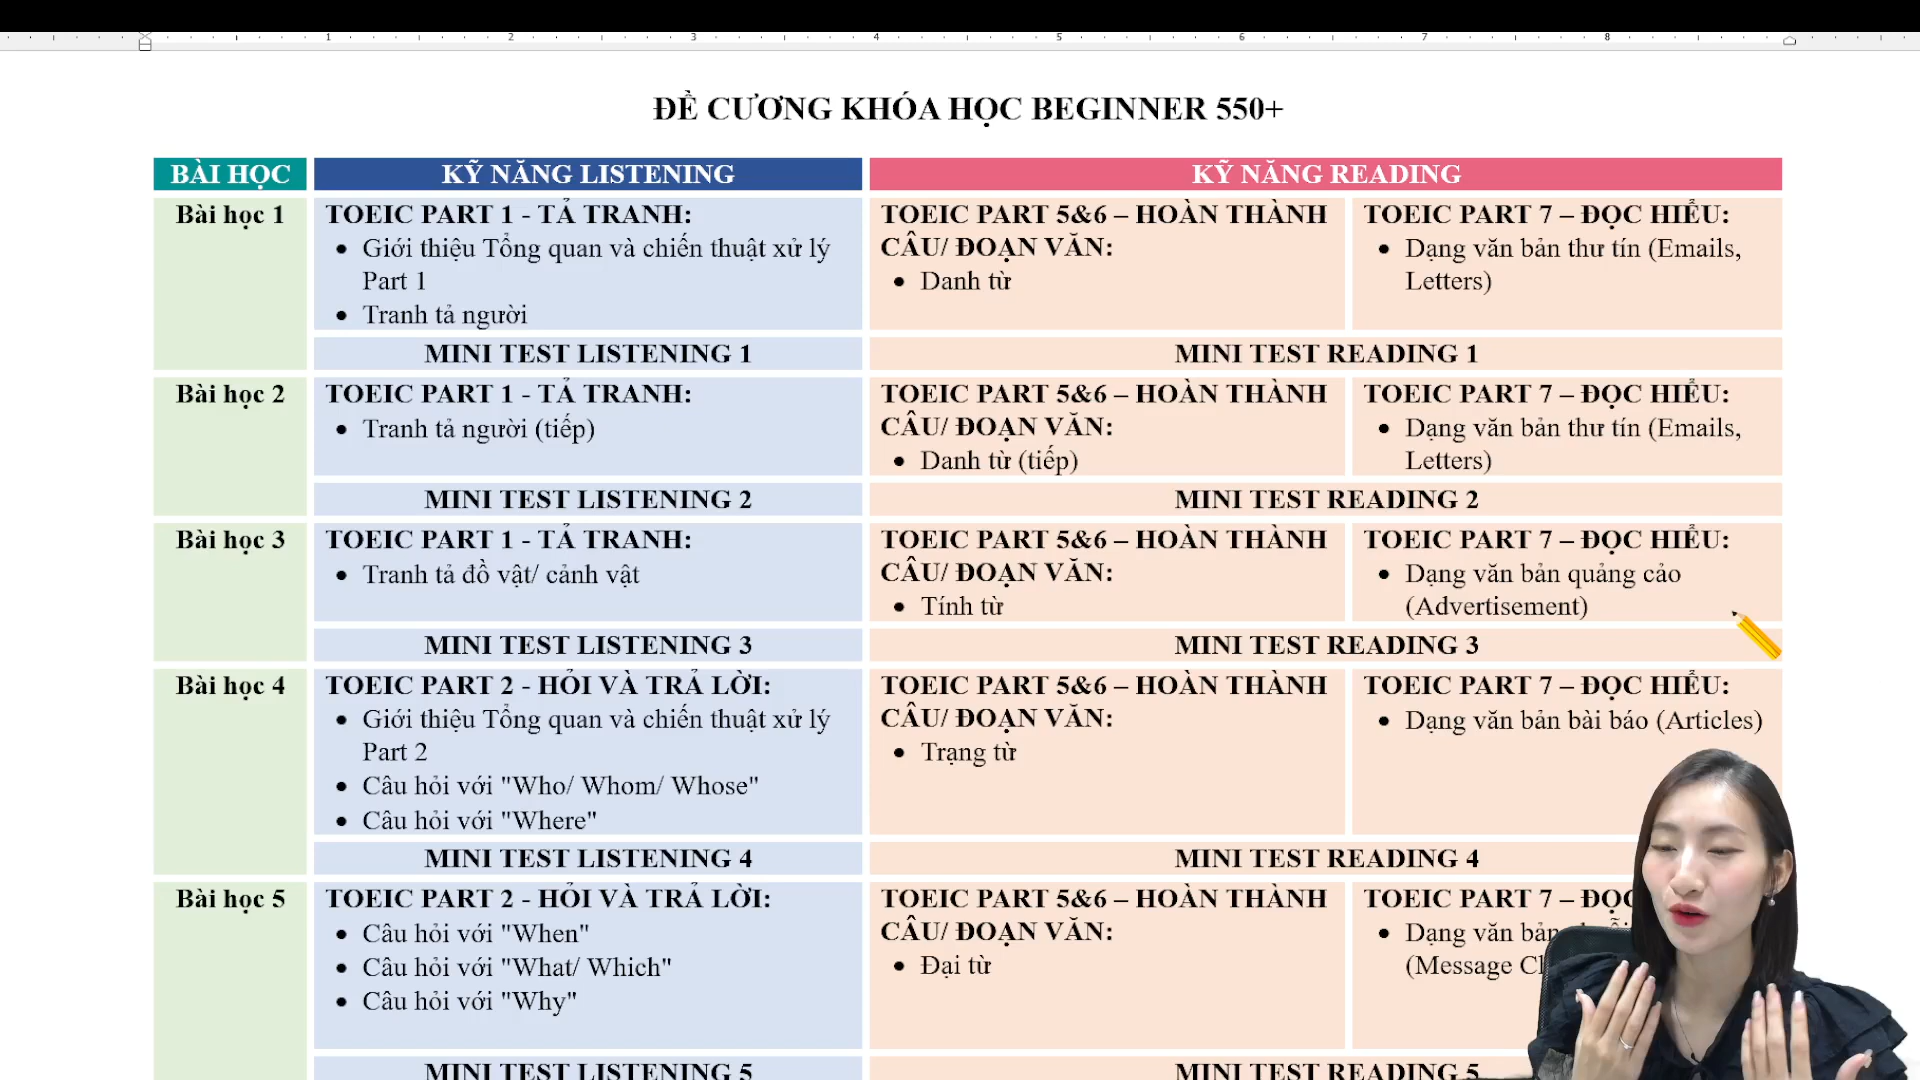 1 2 3 4 5 6 7 8
ĐỀ CƯƠNG KHÓA HỌC BEGINNER 550+
BÀI HỌC
KỸ NĂNG LISTENING
KỸ NĂNG READING
Bài học 1
TOEIC PART 1 - TẢ TRANH:
• Giới thiệu Tổng quan và chiến thuật xử lý
Part 1
• Tranh tả người
TOEIC PART 5&6 – HOÀN THÀNH
CÂU/ ĐOẠN VĂN:
• Danh từ
TOEIC PART 7 – ĐỌC HIỂU:
• Dạng văn bản thư tín (Emails,
Letters)
MINI TEST LISTENING 1
MINI TEST READING 1
Bài học 2
TOEIC PART 1 - TẢ TRANH:
• Tranh tả người (tiếp)
TOEIC PART 5&6 – HOÀN THÀNH
CÂU/ ĐOẠN VĂN:
• Danh từ (tiếp)
TOEIC PART 7 – ĐỌC HIỂU:
• Dạng văn bản thư tín (Emails,
Letters)
MINI TEST LISTENING 2
MINI TEST READING 2
Bài học 3
TOEIC PART 1 - TẢ TRANH:
• Tranh tả đồ vật/ cảnh vật
TOEIC PART 5&6 – HOÀN THÀNH
CÂU/ ĐOẠN VĂN:
• Tính từ
TOEIC PART 7 – ĐỌC HIỂU:
• Dạng văn bản quảng cáo
(Advertisement)
MINI TEST LISTENING 3
MINI TEST READING 3
Bài học 4
TOEIC PART 2 - HỎI VÀ TRẢ LỜI:
• Giới thiệu Tổng quan và chiến thuật xử lý
Part 2
• Câu hỏi với "Who/ Whom/ Whose"
• Câu hỏi với "Where"
TOEIC PART 5&6 – HOÀN THÀNH
CÂU/ ĐOẠN VĂN:
• Trạng từ
TOEIC PART 7 – ĐỌC HIỂU:
• Dạng văn bản bài báo (Articles)
MINI TEST LISTENING 4
MINI TEST READING 4
Bài học 5
TOEIC PART 2 - HỎI VÀ TRẢ LỜI:
• Câu hỏi với "When"
• Câu hỏi với "What/ Which"
• Câu hỏi với "Why"
TOEIC PART 5&6 – HOÀN THÀNH
CÂU/ ĐOẠN VĂN:
• Đại từ
TOEIC PART 7 – ĐỌC
• Dạng văn bản
(Message
MINI TEST LISTENING 5
MINI TEST READING 5